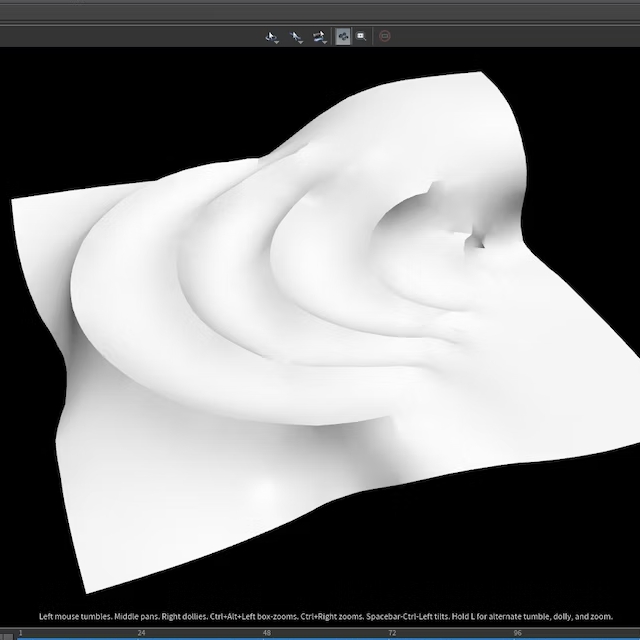 Left mouse tumbles. Middle pans. Right dollies. Ctrl+Alt+Left box-zooms. Ctrl+Right zooms. Spacebar-Ctrl-Left tilts. Hold L for alternate tumble, dolly, and zoom.
1 24 48 72 96